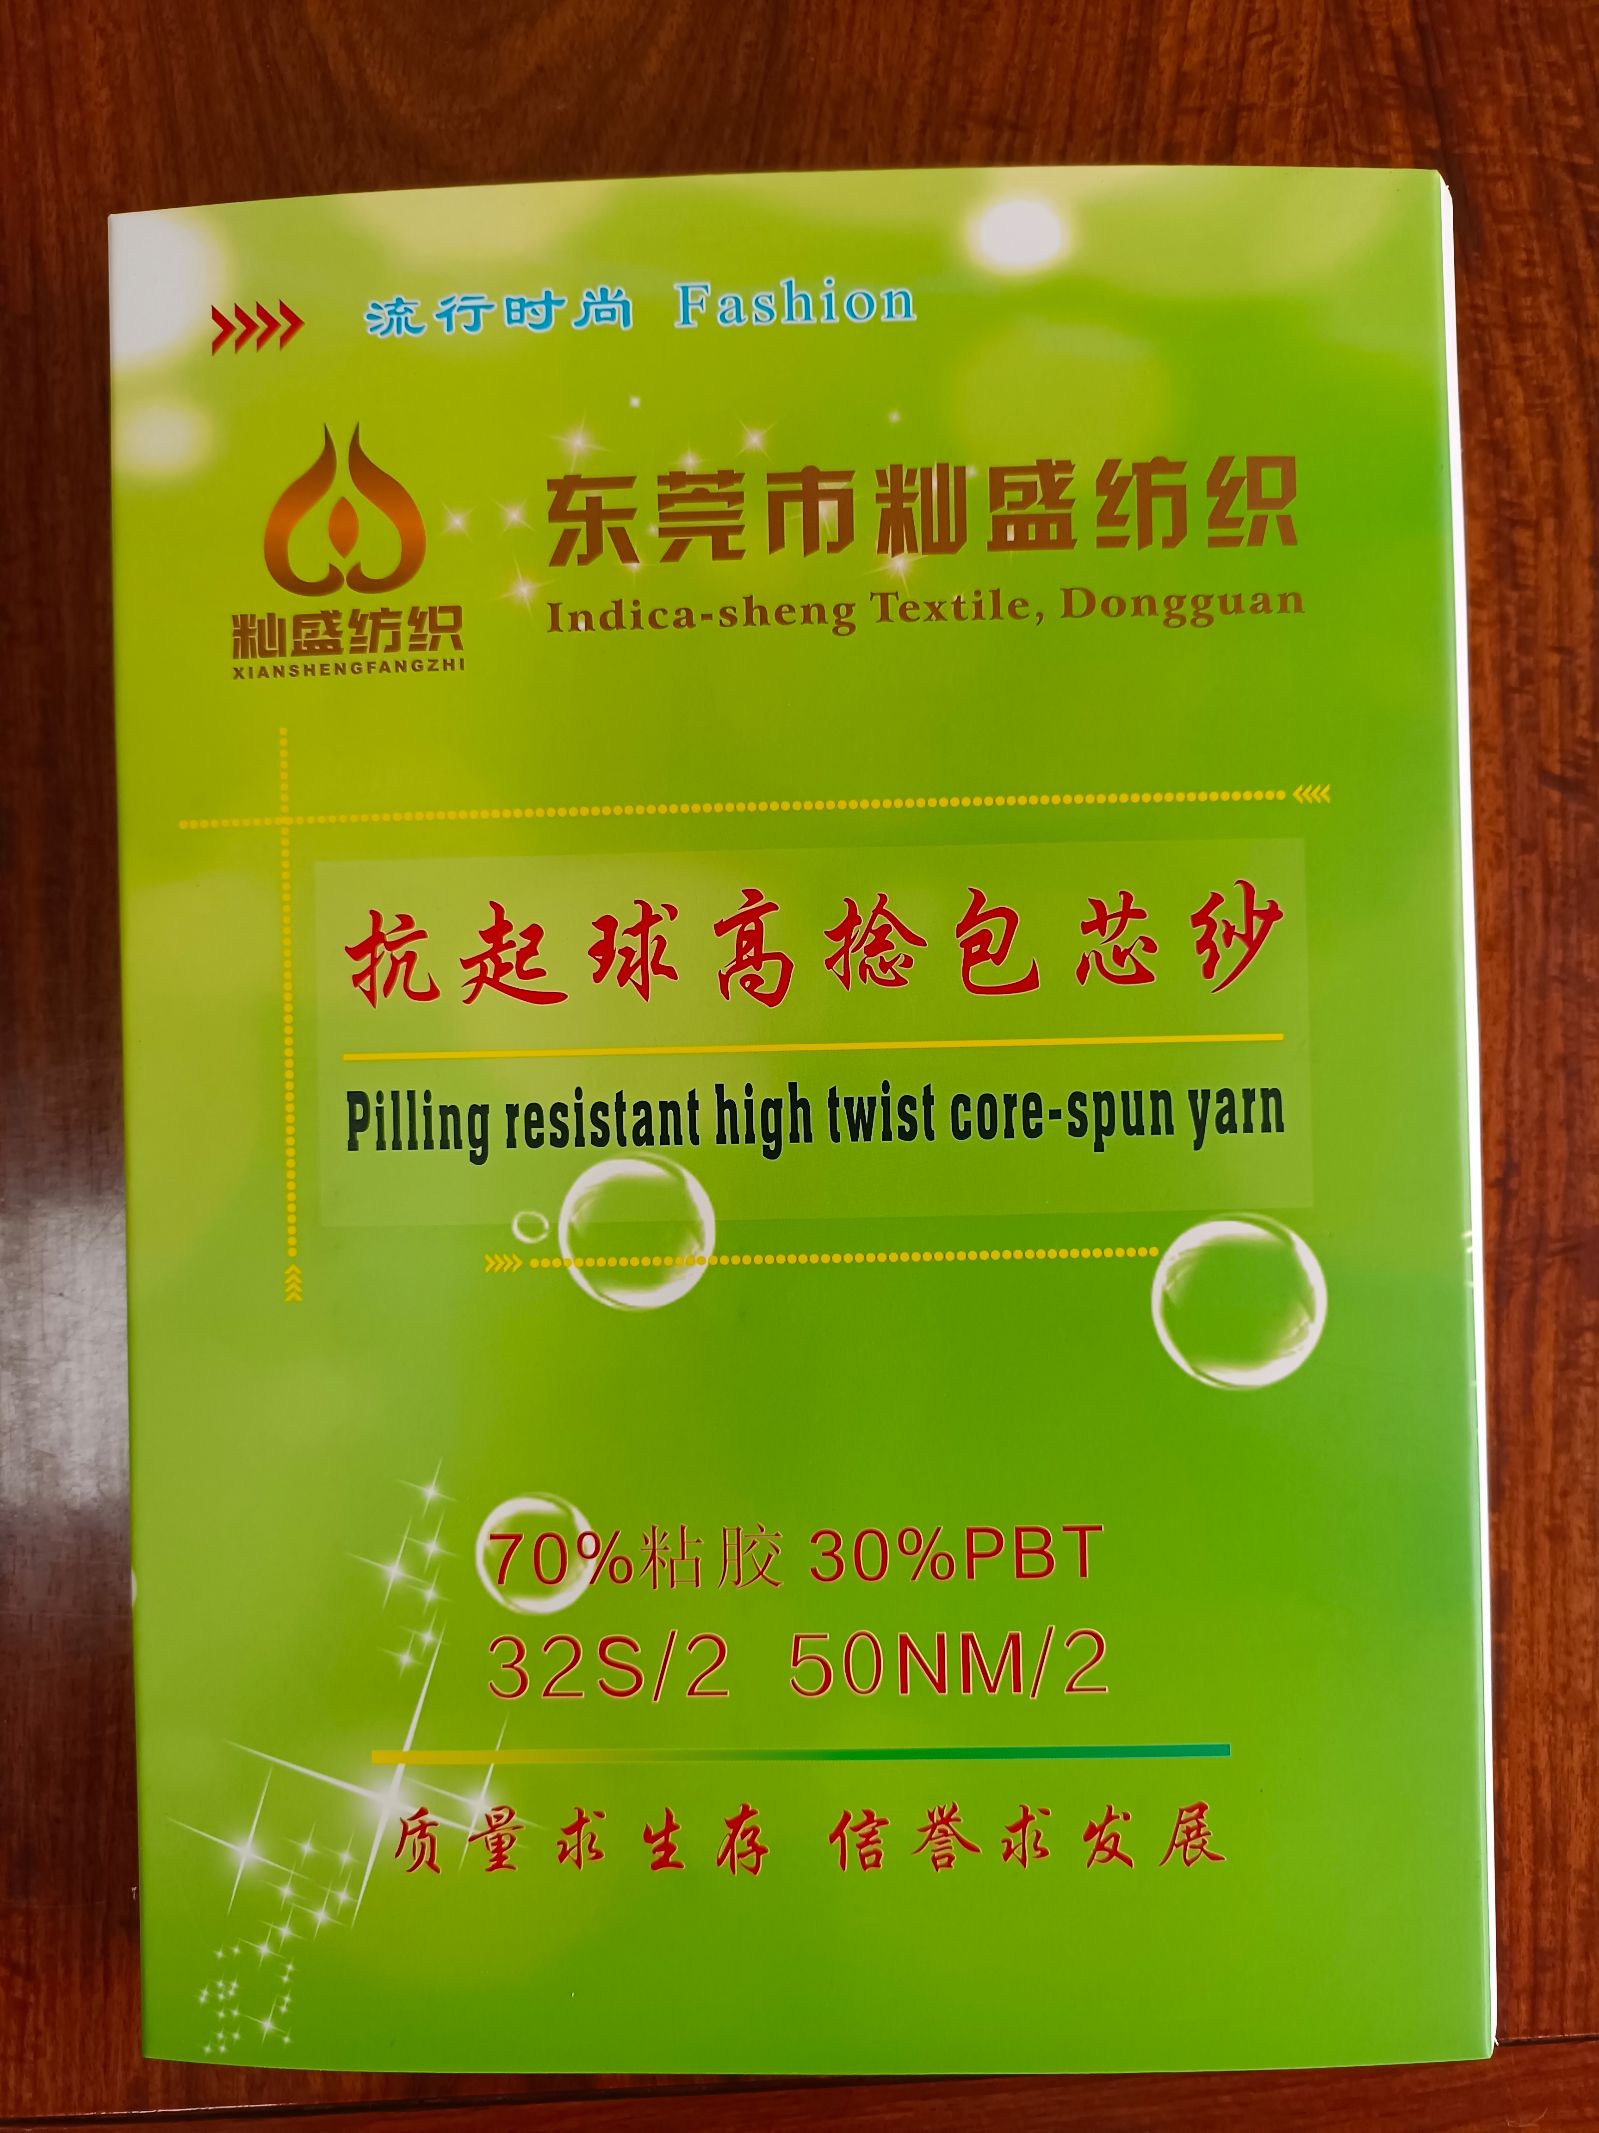 流行时尚 Fashion
东莞市籼盛纺织
Indica-sheng Textile, Dongguan
籼盛纺织
XIANSHENGFANGZHI
抗起球高捻包芯纱
Pilling resistant high twist core-spun yarn
70%粘胶 30%PBT
32S/2 50NM/2
质量求生存 信誉求发展